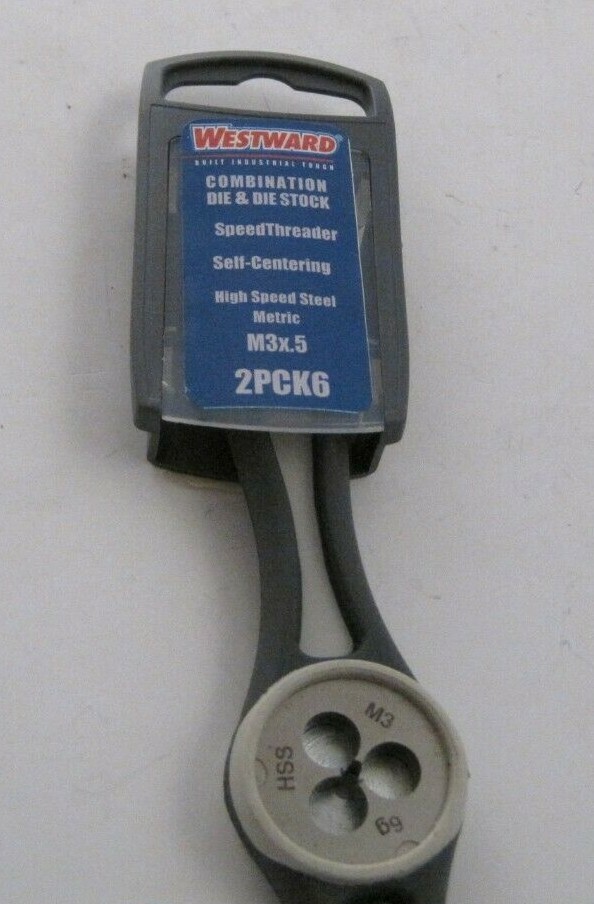 WESTWARD®
BUILT INDUSTRIAL TOUGH
COMBINATION
DIE & DIE STOCK
SpeedThreader
Self-Centering
High Speed Steel
Metric
M3x.5
2PCK6
M3
HSS
6g